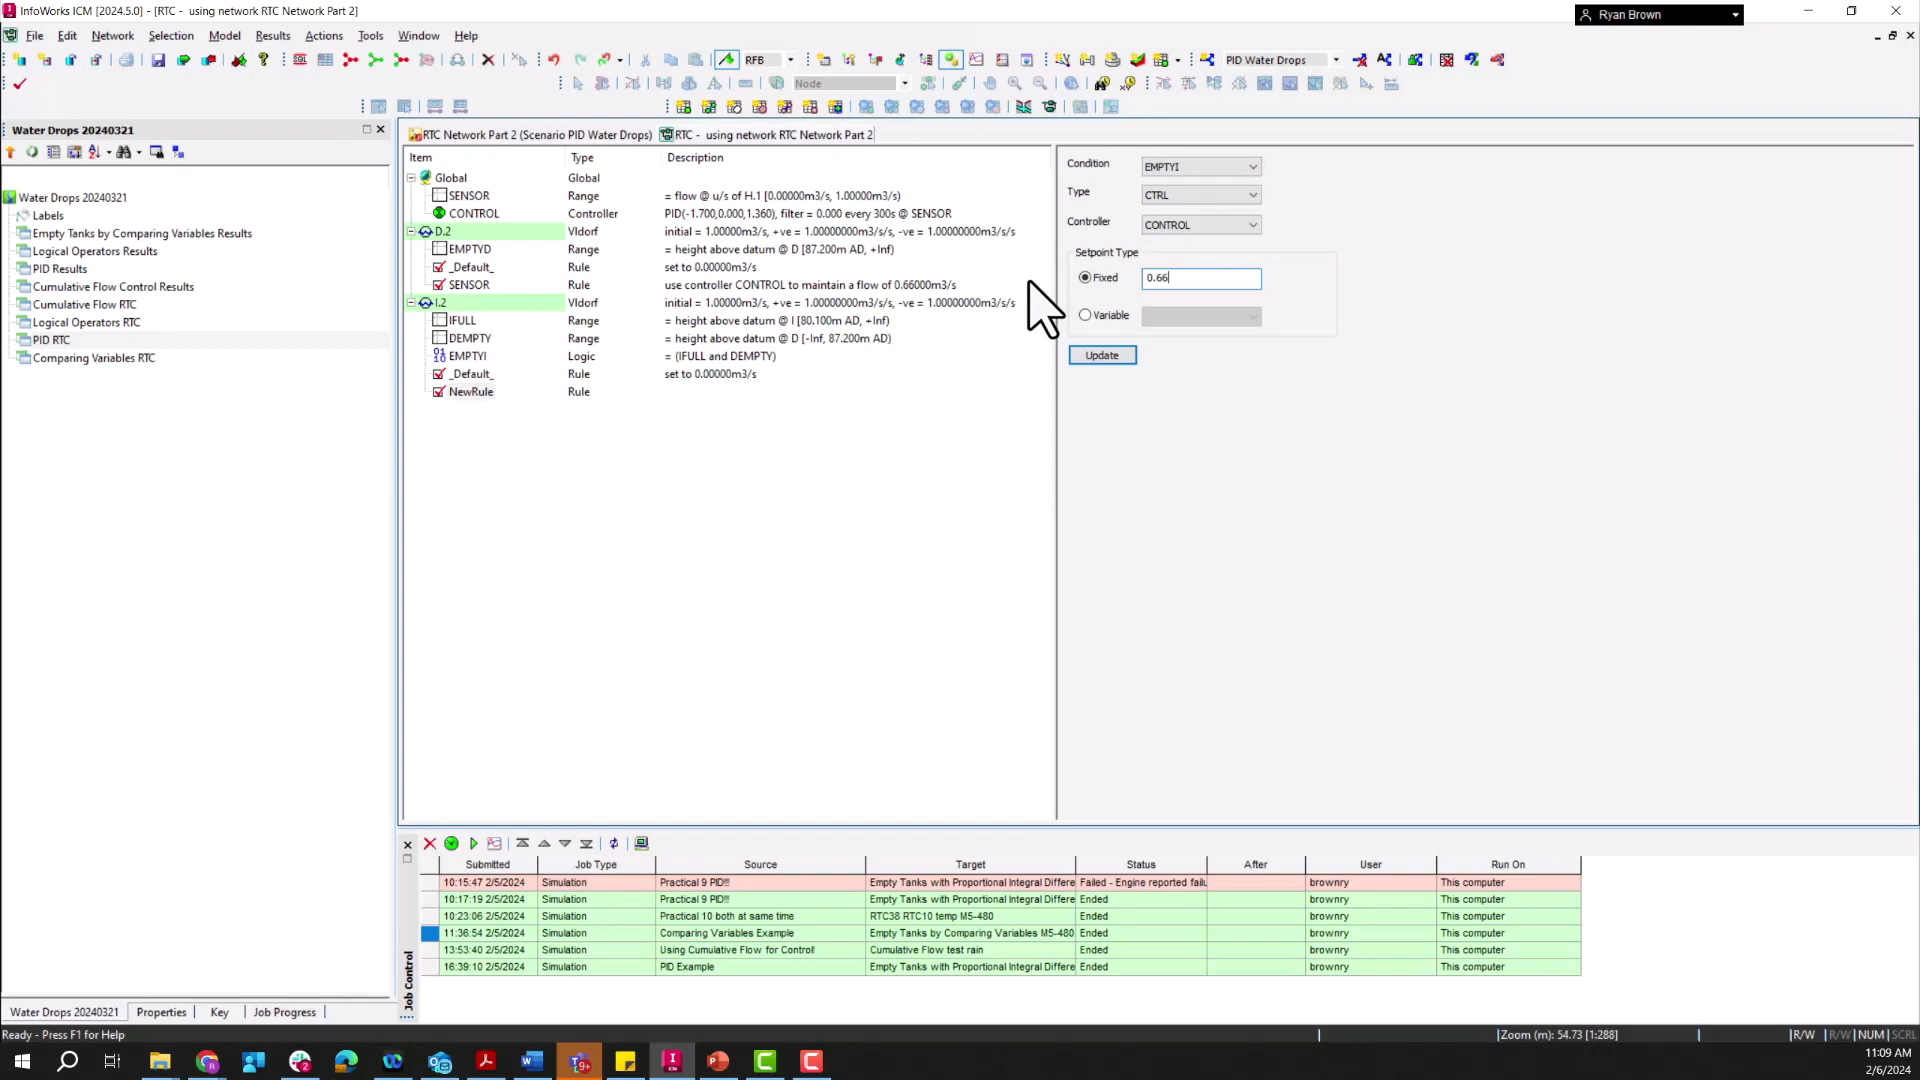 InfoWorks ICM [2024.5.0] - [RTC -  using network RTC Network Part 2]
Ryan Brown
File Edit Network Selection Model Results Actions Tools Window Help
SQL RFB PID Water Drops
Node
Water Drops 20240321
RTC Network Part 2 (Scenario PID Water Drops) RTC -  using network RTC Network Part 2
Item Type Description
Global Global
SENSOR Range = flow @ u/s of H.1 [0.00000m3/s, 1.00000m3/s)
CONTROL Controller PID(-1.700,0.000,1.360), filter = 0.000 every 300s @ SENSOR
D.2 Vldorf initial = 1.00000m3/s, +ve = 1.00000000m3/s/s, -ve = 1.00000000m3/s/s
EMPTYD Range = height above datum @ D [87.200m AD, +Inf)
_Default_ Rule set to 0.00000m3/s
SENSOR Rule use controller CONTROL to maintain a flow of 0.66000m3/s
I.2 Vldorf initial = 1.00000m3/s, +ve = 1.00000000m3/s/s, -ve = 1.00000000m3/s/s
IFULL Range = height above datum @ I [80.100m AD, +Inf)
DEMPTY Range = height above datum @ D [-Inf, 87.200m AD)
EMPTYI Logic = (IFULL and DEMPTY)
_Default_ Rule set to 0.00000m3/s
NewRule Rule
Water Drops 20240321
Labels
Empty Tanks by Comparing Variables Results
Logical Operators Results
PID Results
Cumulative Flow Control Results
Cumulative Flow RTC
Logical Operators RTC
PID RTC
Comparing Variables RTC
Condition EMPTYI
Type CTRL
Controller CONTROL
Setpoint Type
Fixed 0.66
Variable
Update
Job Control
Submitted Job Type Source Target Status After User Run On
10:15:47 2/5/2024 Simulation Practical 9 PID!!! Empty Tanks with Proportional Integral Differe Failed - Engine reported failu brownry This computer
10:17:19 2/5/2024 Simulation Practical 9 PID!!! Empty Tanks with Proportional Integral Differe Ended brownry This computer
10:23:06 2/5/2024 Simulation Practical 10 both at same time RTC38 RTC10 temp M5-480 Ended brownry This computer
11:36:54 2/5/2024 Simulation Comparing Variables Example Empty Tanks by Comparing Variables M5-480 Ended brownry This computer
13:53:40 2/5/2024 Simulation Using Cumulative Flow for Control! Cumulative Flow test rain Ended brownry This computer
16:39:10 2/5/2024 Simulation PID Example Empty Tanks with Proportional Integral Differe Ended brownry This computer
Water Drops 20240321 Properties Key Job Progress
Ready - Press F1 for Help Zoom (m): 54.73 [1:288] R/W R/W NUM SCRL
11:09 AM
2/6/2024